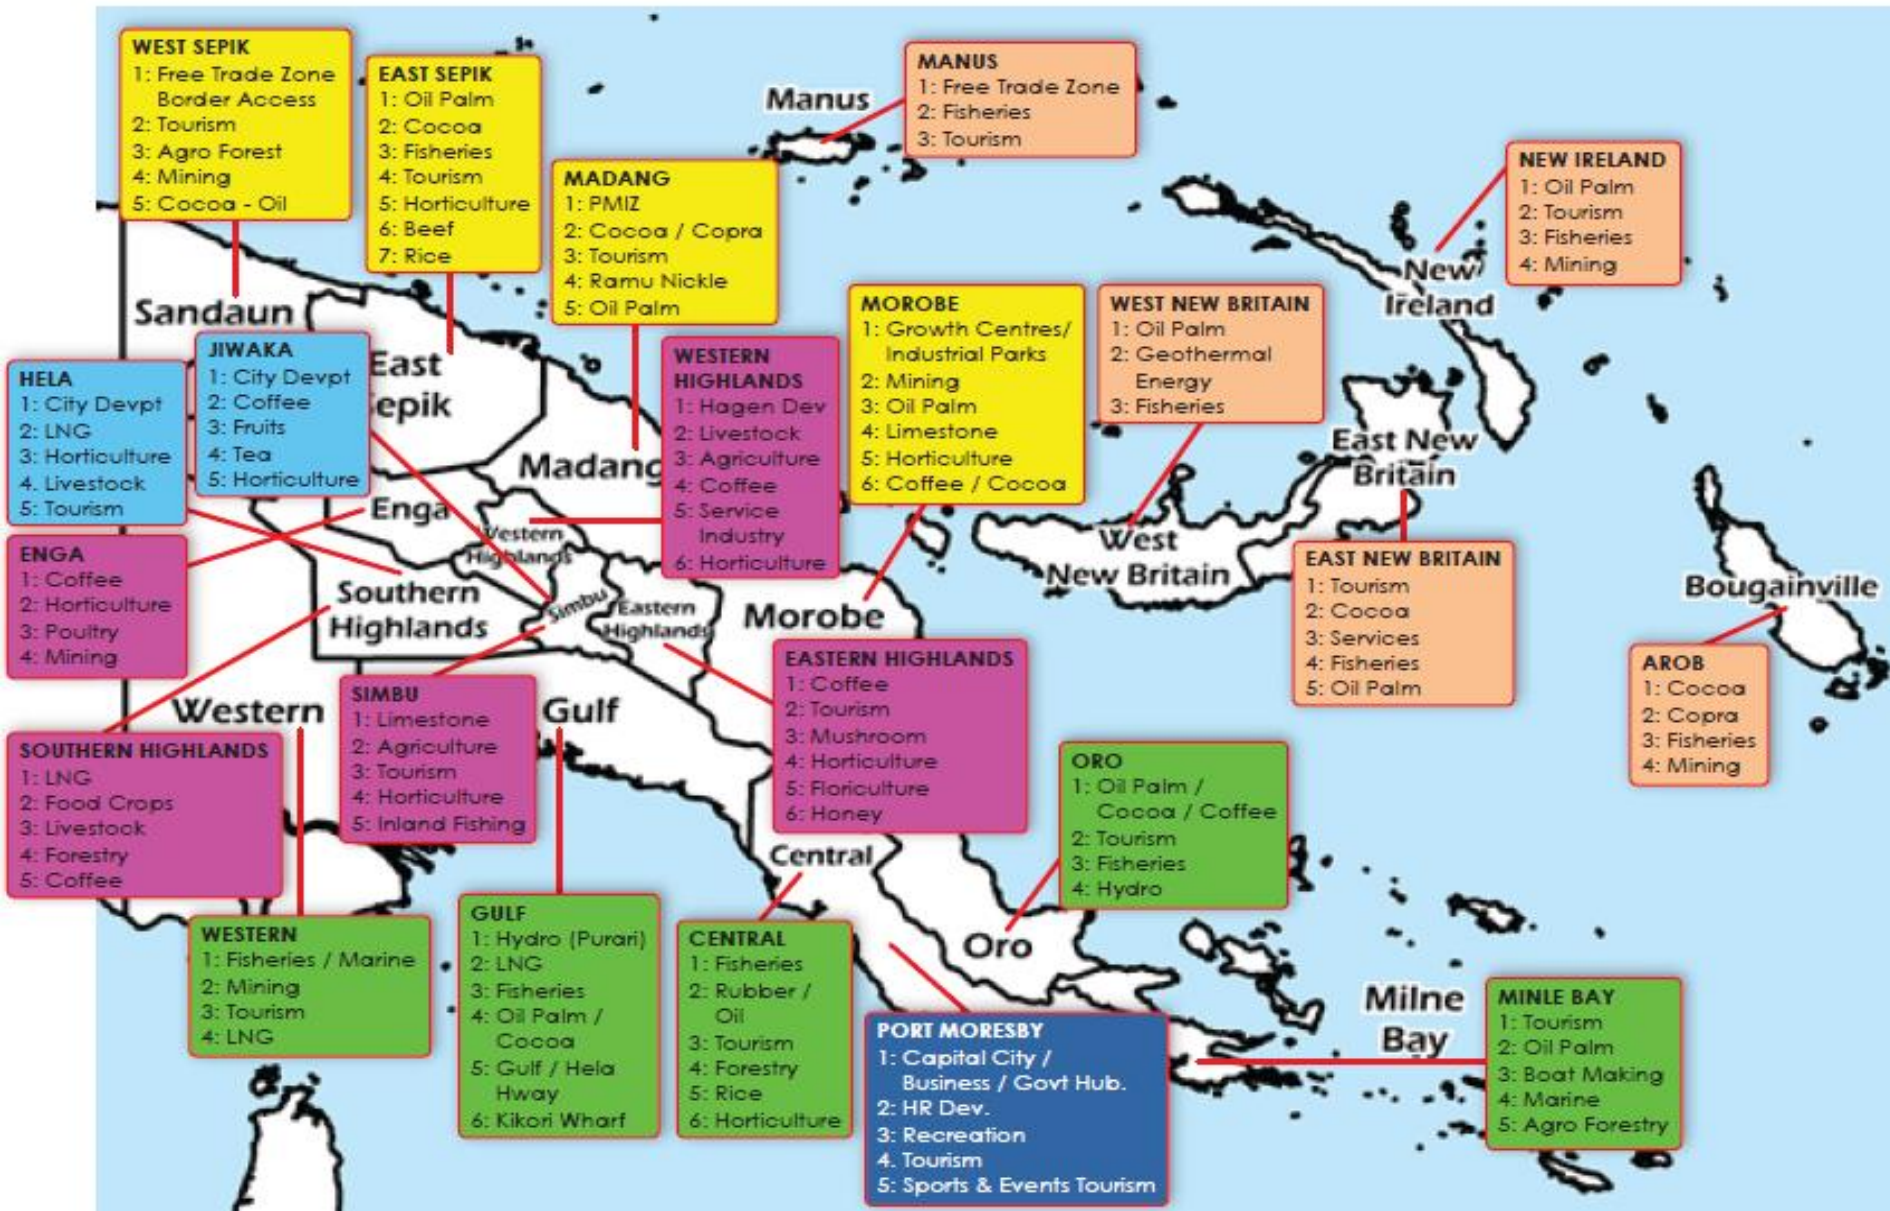 WEST SEPIK
1: Free Trade Zone
Border Access
2: Tourism
3: Agro Forest
4: Mining
5: Cocoa - Oil
EAST SEPIK
1: Oil Palm
2: Cocoa
3: Fisheries
4: Tourism
5: Horticulture
6: Beef
7: Rice
MADANG
1: PMIZ
2: Cocoa / Copra
3: Tourism
4: Ramu Nickle
5: Oil Palm
Manus
MANUS
1: Free Trade Zone
2: Fisheries
3: Tourism
NEW IRELAND
1: Oil Palm
2: Tourism
3: Fisheries
4: Mining
New
Ireland
MOROBE
1: Growth Centres/
Industrial Parks
2: Mining
3: Oil Palm
4: Limestone
5: Horticulture
6: Coffee / Cocoa
WEST NEW BRITAIN
1: Oil Palm
2: Geothermal
Energy
3: Fisheries
Sandaun
HELA
1: City Devpt
2: LNG
3: Horticulture
4. Livestock
5: Tourism
JIWAKA
1: City Devpt
2: Coffee
3: Fruits
4: Tea
5: Horticulture
East
Sepik
Madang
WESTERN
HIGHLANDS
1: Hagen Dev
2: Livestock
3: Agriculture
4: Coffee
5: Service
Industry
6: Horticulture
East New
Britain
West
New Britain
EAST NEW BRITAIN
1: Tourism
2: Cocoa
3: Services
4: Fisheries
5: Oil Palm
Bougainville
AROB
1: Cocoa
2: Copra
3: Fisheries
4: Mining
Enga
Western
Highlands
ENGA
1: Coffee
2: Horticulture
3: Poultry
4: Mining
Southern
Highlands
Simbu
Eastern
Highlands
Morobe
EASTERN HIGHLANDS
1: Coffee
2: Tourism
3: Mushroom
4: Horticulture
5: Floriculture
6: Honey
Western
SIMBU
1: Limestone
2: Agriculture
3: Tourism
4: Horticulture
5: Inland Fishing
Gulf
SOUTHERN HIGHLANDS
1: LNG
2: Food Crops
3: Livestock
4: Forestry
5: Coffee
ORO
1: Oil Palm /
Cocoa / Coffee
2: Tourism
3: Fisheries
4: Hydro
Central
Oro
WESTERN
1: Fisheries / Marine
2: Mining
3: Tourism
4: LNG
GULF
1: Hydro (Purari)
2: LNG
3: Fisheries
4: Oil Palm /
Cocoa
5: Gulf / Hela
Hway
6: Kikori Wharf
CENTRAL
1: Fisheries
2: Rubber /
Oil
3: Tourism
4: Forestry
5: Rice
6: Horticulture
PORT MORESBY
1: Capital City /
Business / Govt Hub.
2: HR Dev.
3: Recreation
4. Tourism
5: Sports & Events Tourism
Milne
Bay
MINLE BAY
1: Tourism
2: Oil Palm
3: Boat Making
4: Marine
5: Agro Forestry